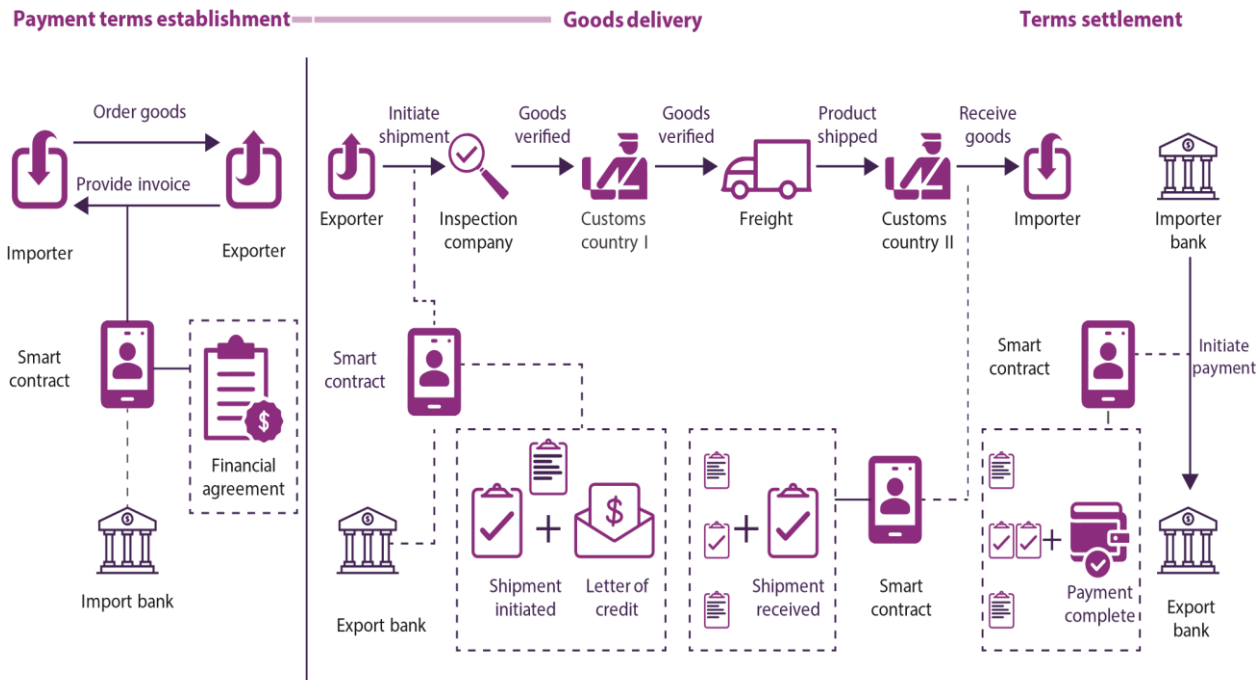 Payment terms establishment
Goods delivery
Terms settlement
Order goods
Provide invoice
Importer
Exporter
Smart
contract
$
Financial
agreement
$
Import bank
Initiate
shipment
Goods
verified
Goods
verified
Product
shipped
Receive
goods
Exporter
Inspection
company
Customs
country I
Freight
Customs
country II
Importer
Smart
contract
$
Export bank
+
$
Shipment
initiated
Letter of
credit
+
Shipment
received
Smart
contract
$
Importer
bank
Smart
contract
Initiate
payment
+
Payment
complete
$
Export
bank